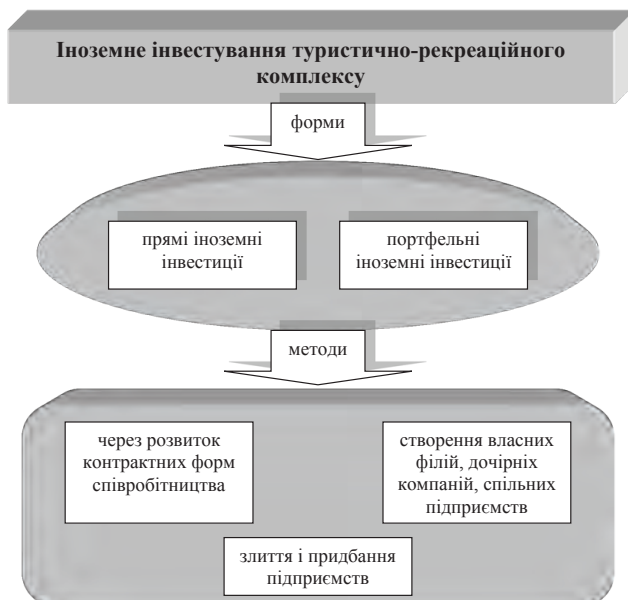 Іноземне інвестування туристично-рекреаційного
комплексу
форми
прямі іноземні
інвестиції
портфельні
іноземні інвестиції
методи
через розвиток
контрактних форм
співробітництва
створення власних
філій, дочірніх
компаній, спільних
підприємств
злиття і придбання
підприємств